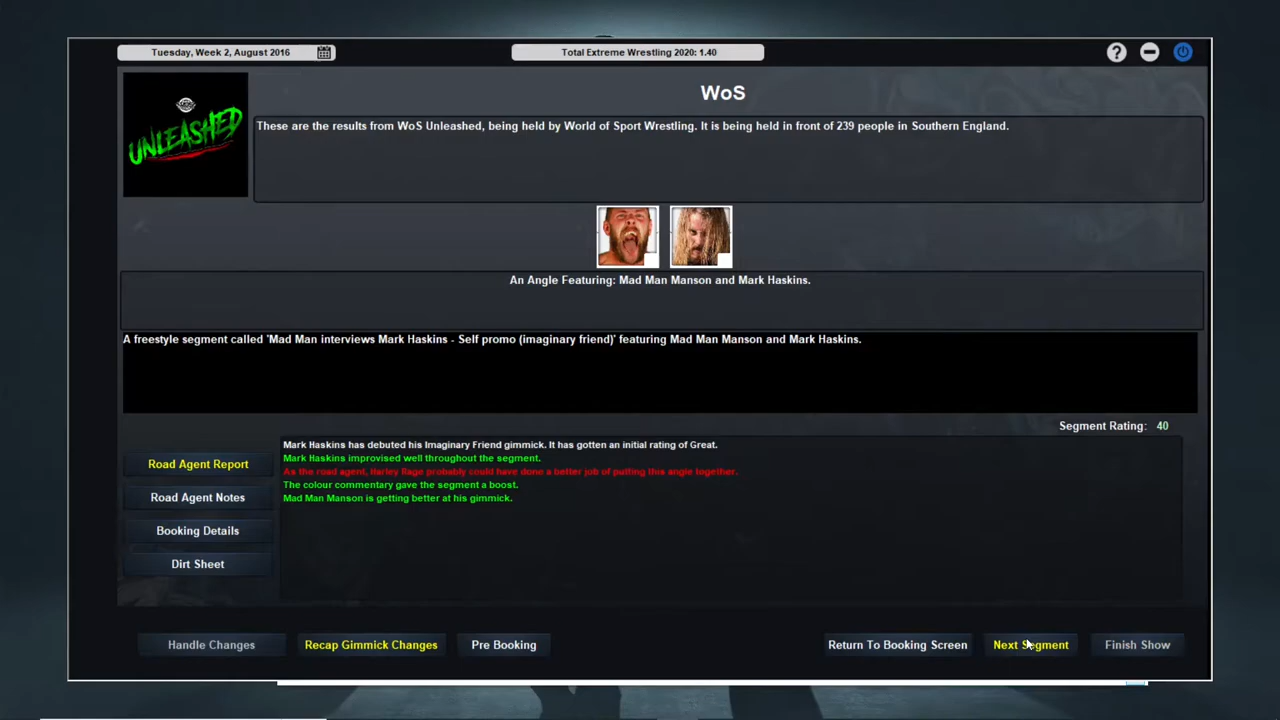 Tuesday, Week 2, August 2016
Total Extreme Wrestling 2020: 1.40
?
UNLEASHED
WoS
These are the results from WoS Unleashed, being held by World of Sport Wrestling. It is being held in front of 239 people in Southern England.
An Angle Featuring: Mad Man Manson and Mark Haskins.
A freestyle segment called 'Mad Man interviews Mark Haskins - Self promo (imaginary friend)' featuring Mad Man Manson and Mark Haskins.
Segment Rating: 40
Road Agent Report
Road Agent Notes
Booking Details
Dirt Sheet
Mark Haskins has debuted his Imaginary Friend gimmick. It has gotten an initial rating of Great.
Mark Haskins improvised well throughout the segment.
As the road agent, Harley Rage probably could have done a better job of putting this angle together.
The colour commentary gave the segment a boost.
Mad Man Manson is getting better at his gimmick.
Handle Changes
Recap Gimmick Changes
Pre Booking
Return To Booking Screen
Next Segment
Finish Show